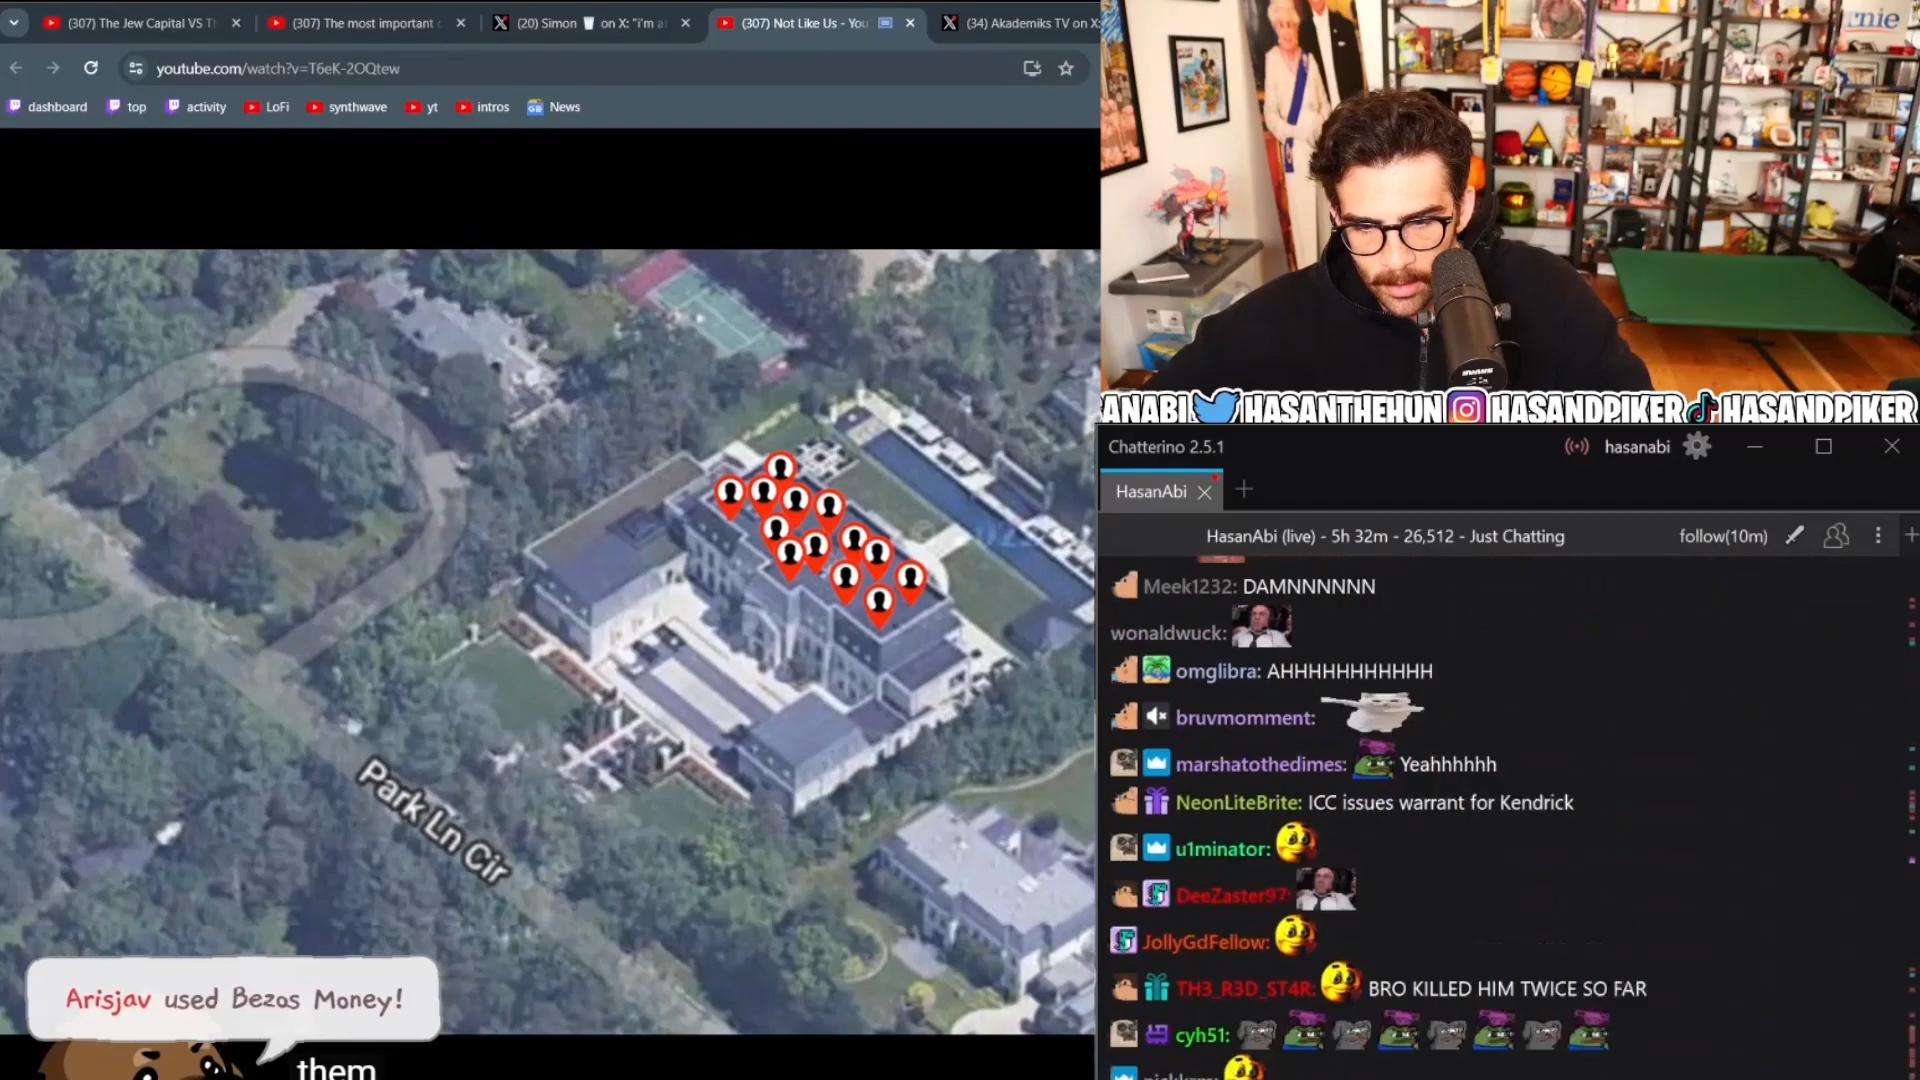 (307) The Jew Capital VS Th
(307) The most important c
(20) Simon 🥛 on X: "i'm a
(307) Not Like Us - You
(34) Akademiks TV on X:
youtube.com/watch?v=T6eK-2OQtew
dashboard
top
activity
LoFi
synthwave
yt
intros
News
rnie
Park Ln Cir
Arisjav used Bezos Money!
them
ANABI HASANTHEHUN HASANDPIKER HASANDPIKER
Chatterino 2.5.1
hasanabi
HasanAbi
HasanAbi (live) - 5h 32m - 26,512 - Just Chatting
follow(10m)
Meek1232: DAMNNNNNN
wonaldwuck:
omglibra: AHHHHHHHHHHH
bruvmomment:
marshatothedimes: Yeahhhhhh
NeonLiteBrite: ICC issues warrant for Kendrick
u1minator:
DeeZaster97:
JollyGdFellow:
TH3_R3D_ST4R: BRO KILLED HIM TWICE SO FAR
cyh51: